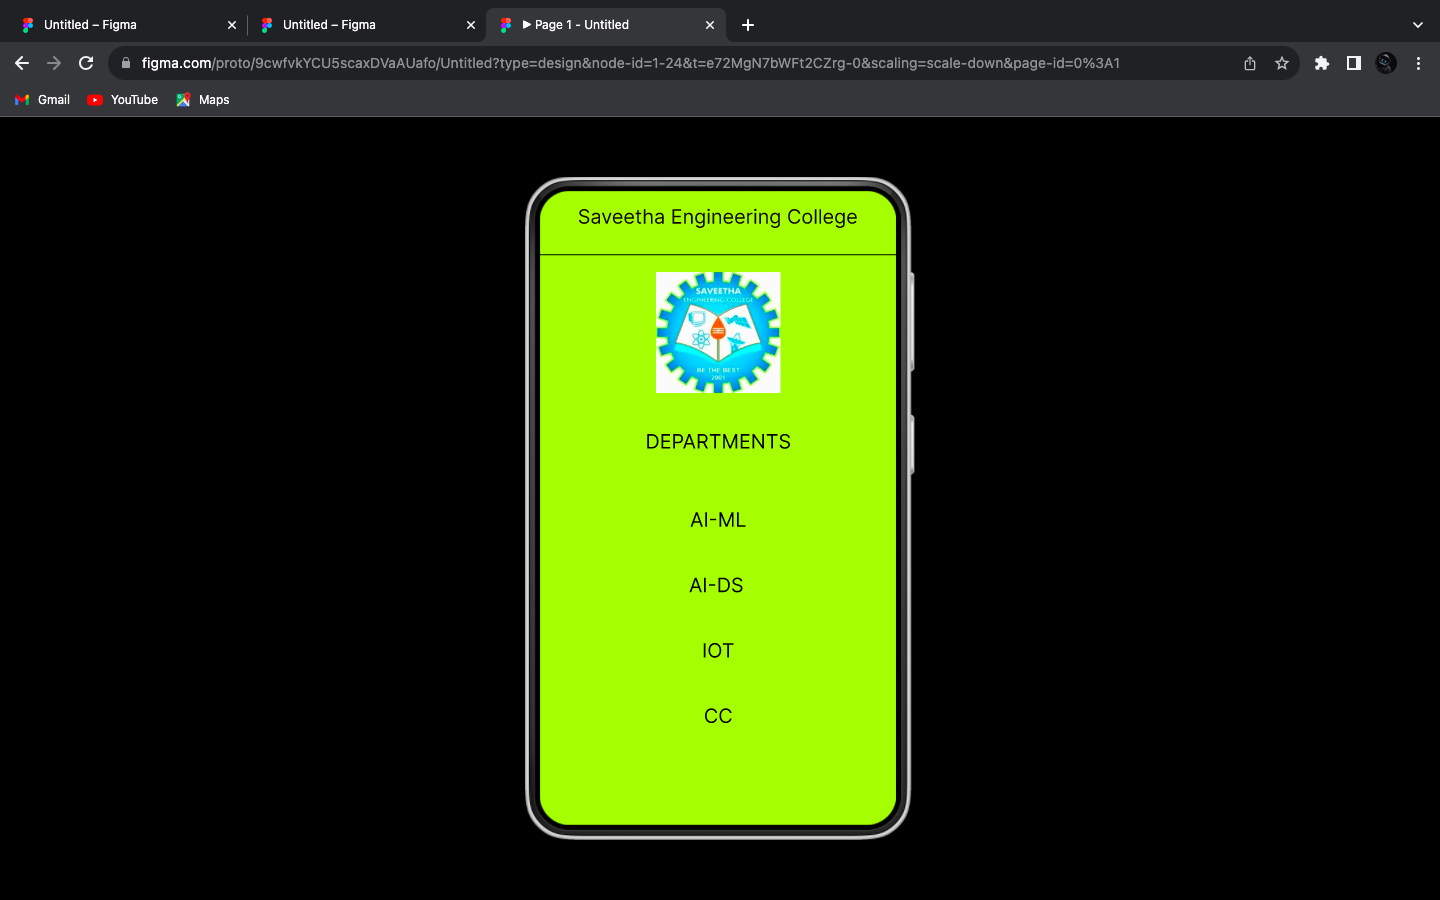 Untitled – Figma
Untitled – Figma
Page 1 - Untitled
figma.com/proto/9cwfvkYCU5scaxDVaAUafo/Untitled?type=design&node-id=1-24&t=e72MgN7bWFt2CZrg-0&scaling=scale-down&page-id=0%3A1
Gmail
YouTube
Maps
Saveetha Engineering College
SAVEETHA
ENGINEERING COLLEGE
BE THE BEST
2001
DEPARTMENTS
AI-ML
AI-DS
IOT
CC